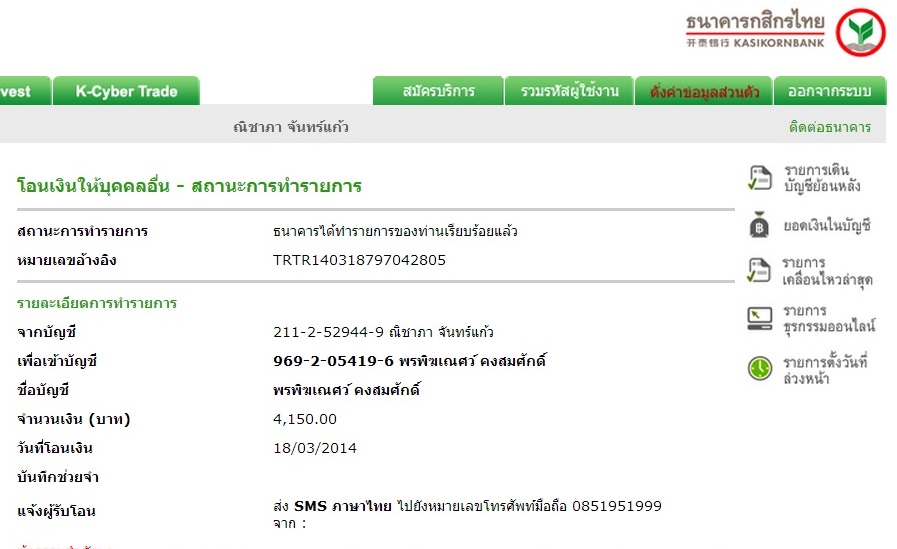 ธนาคารกสิกรไทย
开泰银行 KASIKORNBANK
vest
K-Cyber Trade
สมัครบริการ
รวมรหัสผู้ใช้งาน
ตั้งค่าข้อมูลส่วนตัว
ออกจากระบบ
ณิชาภา จันทร์แก้ว
ติดต่อธนาคาร
โอนเงินให้บุคคลอื่น - สถานะการทำรายการ
สถานะการทำรายการ ธนาคารได้ทำรายการของท่านเรียบร้อยแล้ว
หมายเลขอ้างอิง TRTR140318797042805
รายละเอียดการทำรายการ
จากบัญชี 211-2-52944-9 ณิชาภา จันทร์แก้ว
เพื่อเข้าบัญชี 969-2-05419-6 พรพิฆเณศว์ คงสมศักดิ์
ชื่อบัญชี พรพิฆเณศว์ คงสมศักดิ์
จำนวนเงิน (บาท) 4,150.00
วันที่โอนเงิน 18/03/2014
บันทึกช่วยจำ
แจ้งผู้รับโอน ส่ง SMS ภาษาไทย ไปยังหมายเลขโทรศัพท์มือถือ 0851951999
จาก :
รายการเดิน
บัญชีย้อนหลัง
ยอดเงินในบัญชี
รายการ
เคลื่อนไหวล่าสุด
รายการ
ธุรกรรมออนไลน์
รายการตั้งวันที่
ล่วงหน้า